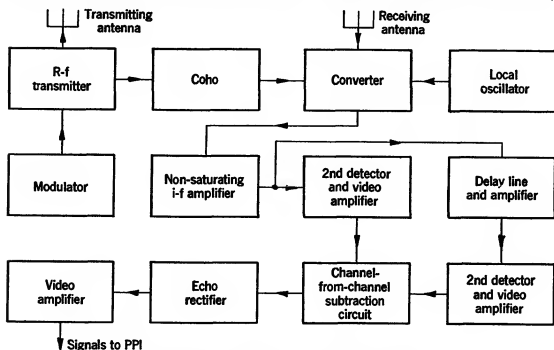 Transmitting
antenna
Receiving
antenna
R-f
transmitter
Coho
Converter
Local
oscillator
Modulator
Non-saturating
i-f amplifier
2nd detector
and video
amplifier
Delay line
and amplifier
Video
amplifier
Echo
rectifier
Channel-
from-channel
subtraction
circuit
2nd detector
and video
amplifier
Signals to PPI